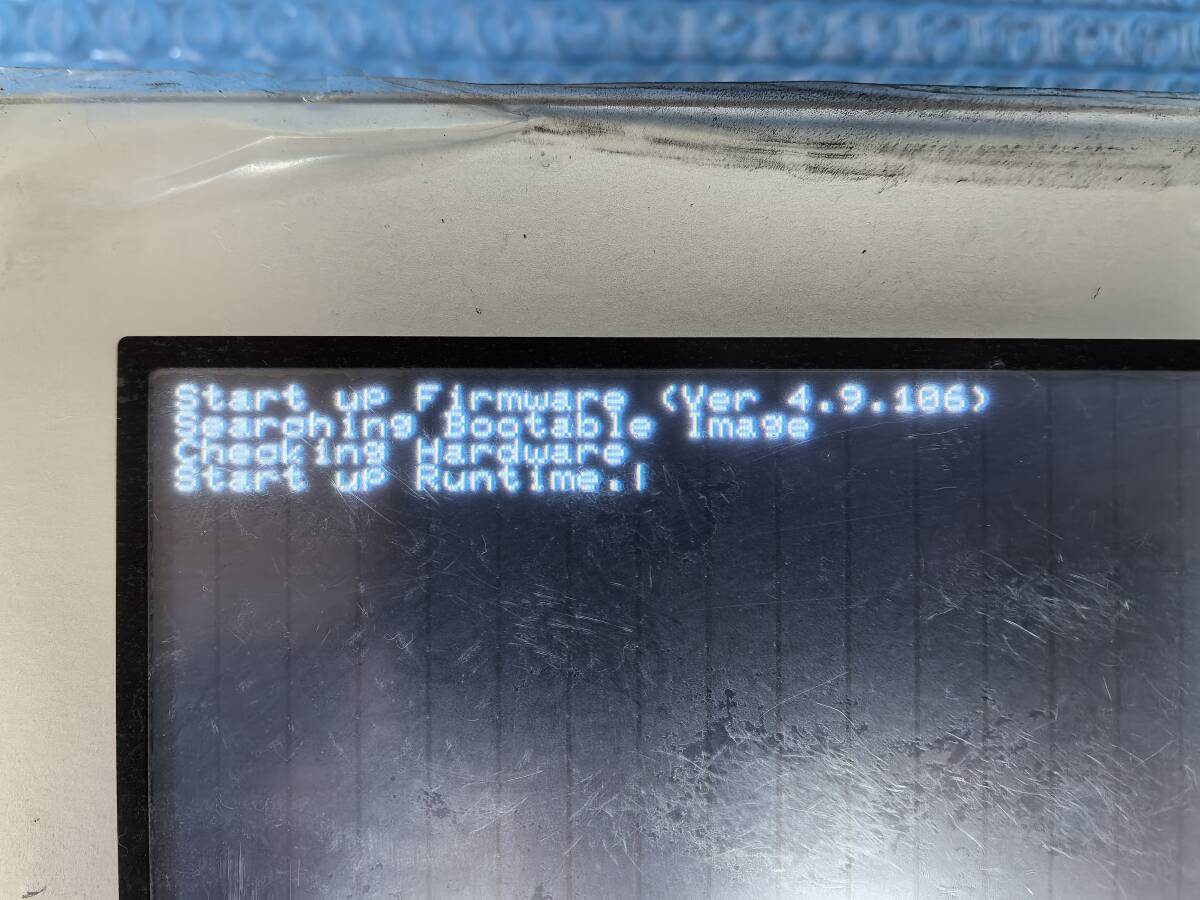 Start up Firmware (Ver 4.9.106)
Searching Bootable Image
Checking Hardware
Start up Runtime.|